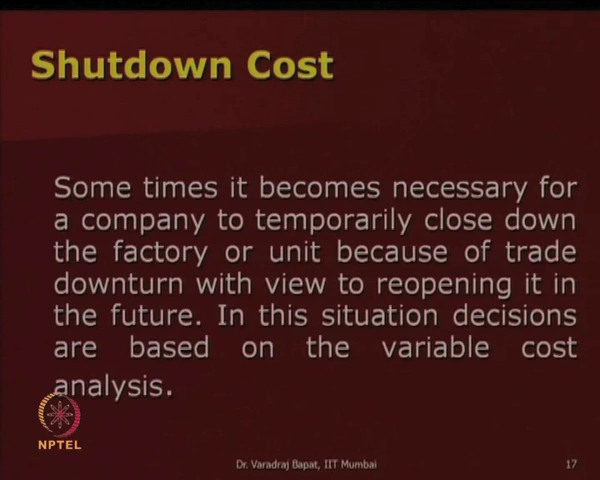 Shutdown Cost
Some times it becomes necessary for
a company to temporarily close down
the factory or unit because of trade
downturn with view to reopening it in
the future. In this situation decisions
are based on the variable cost
analysis.
NPTEL
Dr. Varadraj Bapat, IIT Mumbai
17